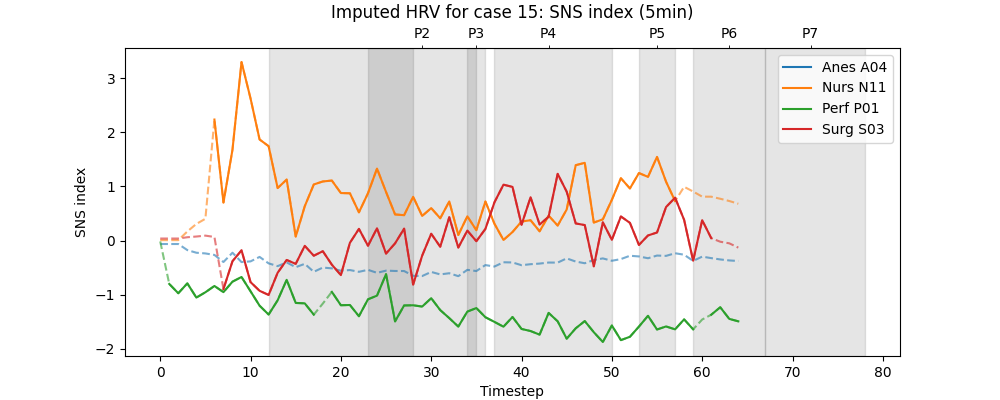 Imputed HRV for case 15: SNS index (5min)
P2 P3 P4 P5 P6 P7
Anes A04
Nurs N11
Perf P01
Surg S03
SNS index
3
2
1
0
−1
−2
0 10 20 30 40 50 60 70 80
Timestep